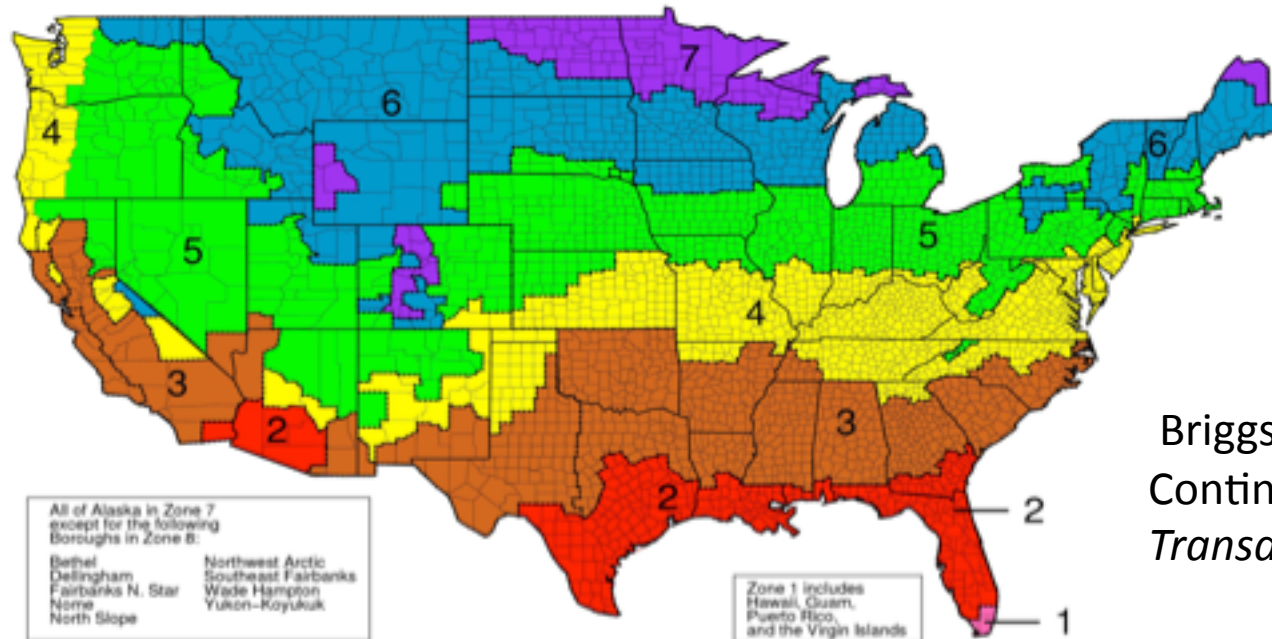 7
6
4
6
5
5
4
3
3
2
2
2
1
Briggs
Contin
Transa
All of Alaska in Zone 7
except for the following
Boroughs in Zone 8:
Bethel
Dellingham
Fairbanks N. Star
Nome
North Slope
Northwest Arctic
Southeast Fairbanks
Wade Hampton
Yukon-Koyukuk
Zone 1 includes
Hawaii, Guam,
Puerto Rico,
and the Virgin Islands